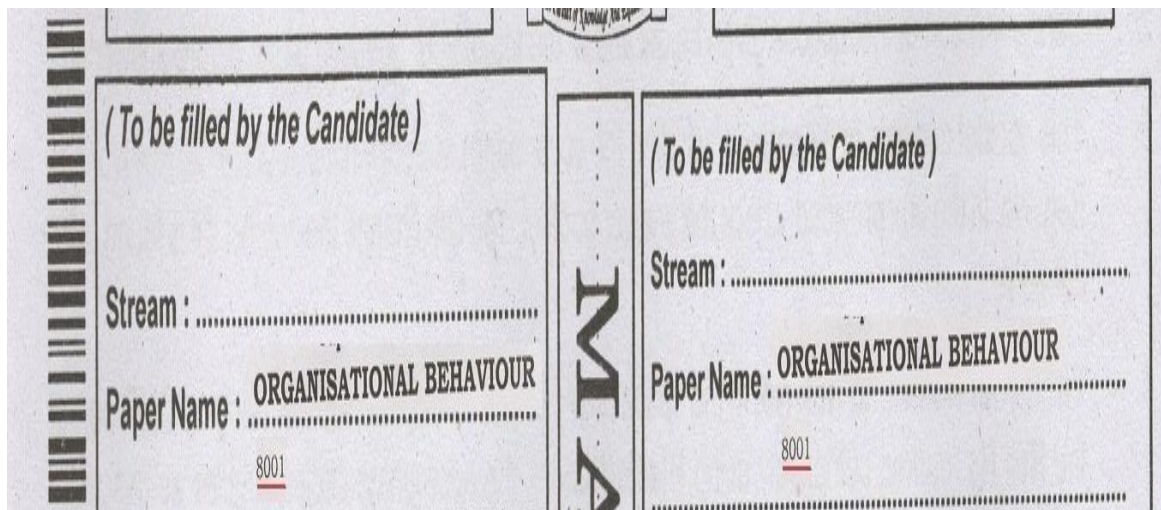 ( To be filled by the Candidate )
Stream : ........................................
Paper Name : ORGANISATIONAL BEHAVIOUR
8001
M A
( To be filled by the Candidate )
Stream : ........................................
Paper Name : ORGANISATIONAL BEHAVIOUR
8001